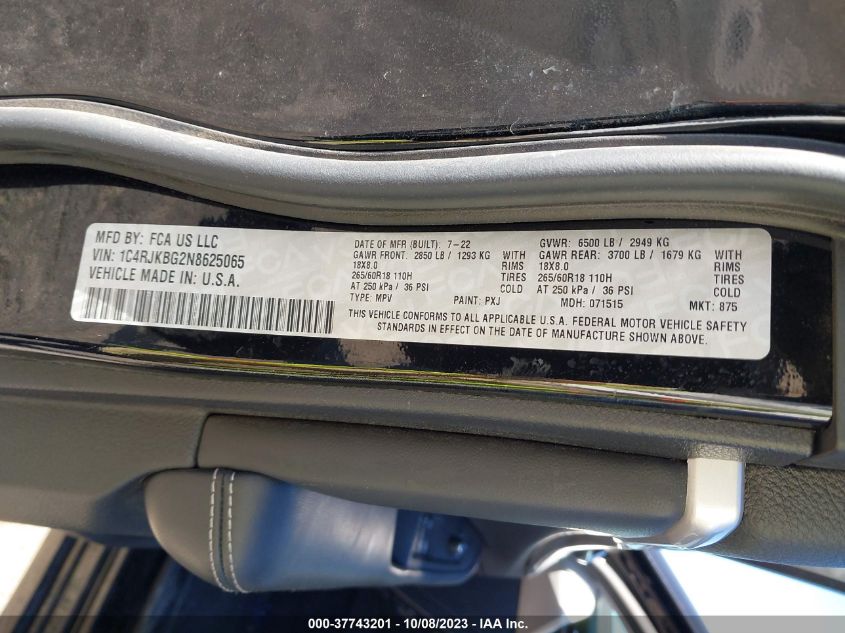 MFD BY: FCA US LLC
VIN: 1C4RJKBG2N8625065
VEHICLE MADE IN: U.S.A.
DATE OF MFR (BUILT): 7-22
GAWR FRONT: 2850 LB / 1293 KG WITH
18X8.0 RIMS
265/60R18 110H TIRES
AT 250 kPa / 36 PSI COLD
TYPE: MPV PAINT: PXJ
GVWR: 6500 LB / 2949 KG
GAWR REAR: 3700 LB / 1679 KG WITH
18X8.0 RIMS
265/60R18 110H TIRES
AT 250 kPa / 36 PSI COLD
MDH: 071515 MKT: 875
THIS VEHICLE CONFORMS TO ALL APPLICABLE U.S.A. FEDERAL MOTOR VEHICLE SAFETY
STANDARDS IN EFFECT ON THE DATE OF MANUFACTURE SHOWN ABOVE.
000-37743201 - 10/08/2023 - IAA Inc.